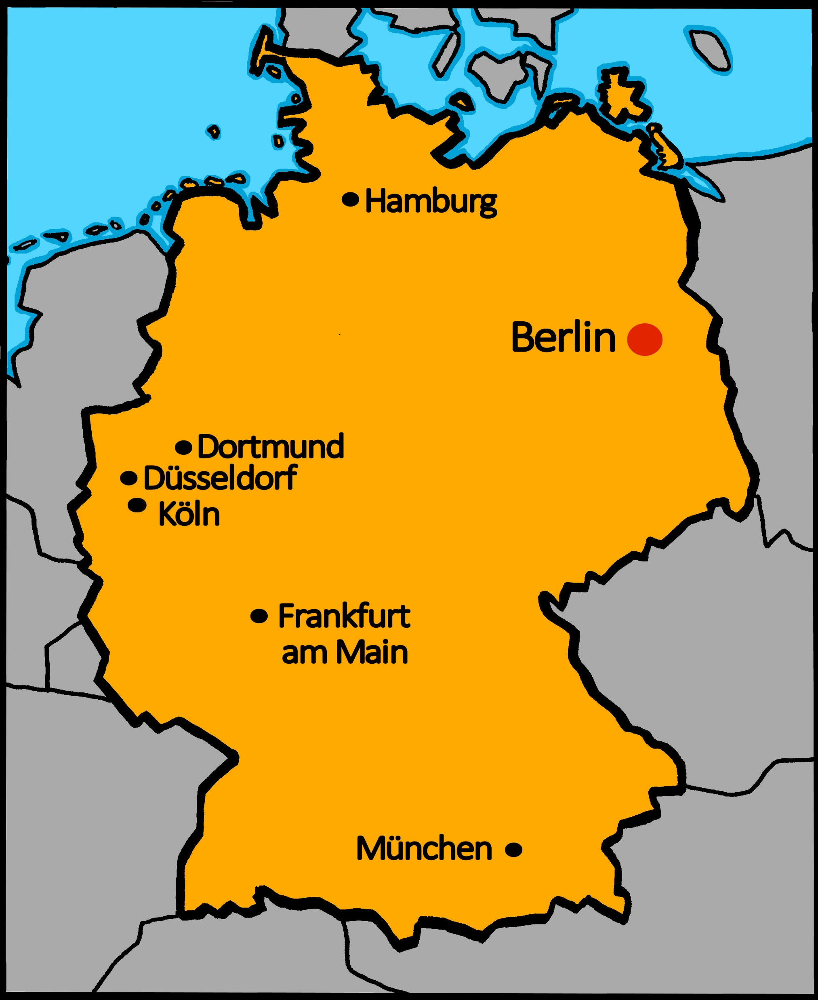 Hamburg
Berlin
Dortmund
Düsseldorf
Köln
Frankfurt
am Main
München